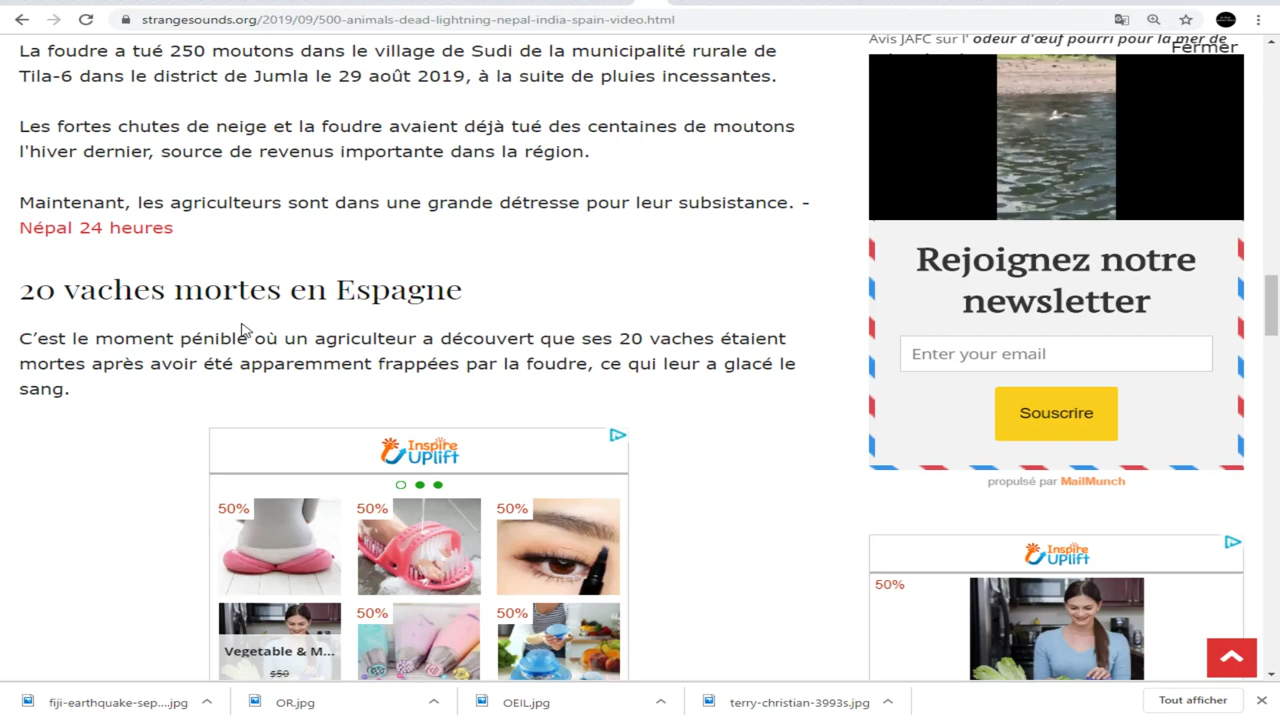 strangesounds.org/2019/09/500-animals-dead-lightning-nepal-india-spain-video.html
La foudre a tué 250 moutons dans le village de Sudi de la municipalité rurale de
Tila-6 dans le district de Jumla le 29 août 2019, à la suite de pluies incessantes.
Les fortes chutes de neige et la foudre avaient déjà tué des centaines de moutons
l'hiver dernier, source de revenus importante dans la région.
Maintenant, les agriculteurs sont dans une grande détresse pour leur subsistance. -
Népal 24 heures
20 vaches mortes en Espagne
C’est le moment pénible où un agriculteur a découvert que ses 20 vaches étaient
mortes après avoir été apparemment frappées par la foudre, ce qui leur a glacé le
sang.
Inspire
Uplift
50%
50%
50%
50%
50%
Vegetable & M...
$50
Avis JAFC sur l' odeur d'œuf pourri pour la mer de
Fermer
Rejoignez notre
newsletter
Enter your email
Souscrire
propulsé par MailMunch
Inspire
Uplift
50%
fiji-earthquake-sep....jpg
OR.jpg
OEIL.jpg
terry-christian-3993s.jpg
Tout afficher